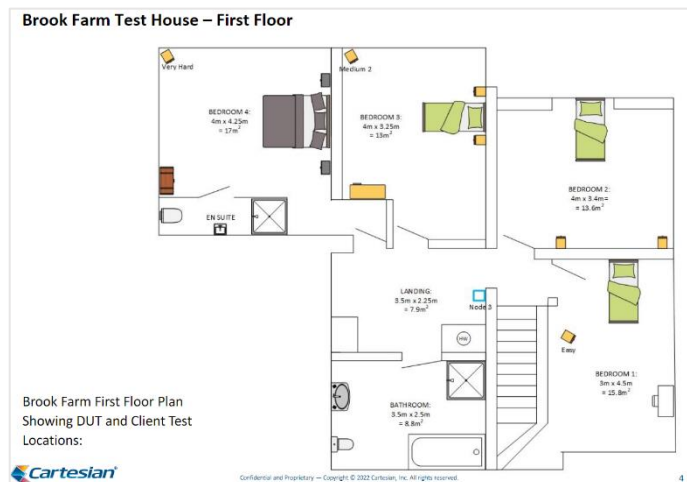 Brook Farm Test House – First Floor
Very Hard
Medium 2
BEDROOM 4:
4m x 4.25m
= 17m²
BEDROOM 3:
4m x 3.25m
= 13m²
BEDROOM 2:
4m x 3.4m=
= 13.6m²
ENSUITE
LANDING:
3.5m x 2.25m
= 7.9m²
Node 3
HW
Easy
BEDROOM 1:
3m x 4.5m
= 15.8m²
BATHROOM:
3.5m x 2.5m
= 8.8m²
Brook Farm First Floor Plan
Showing DUT and Client Test
Locations:
Cartesian®
Confidential and Proprietary — Copyright © 2022 Cartesian, Inc. All rights reserved.
4